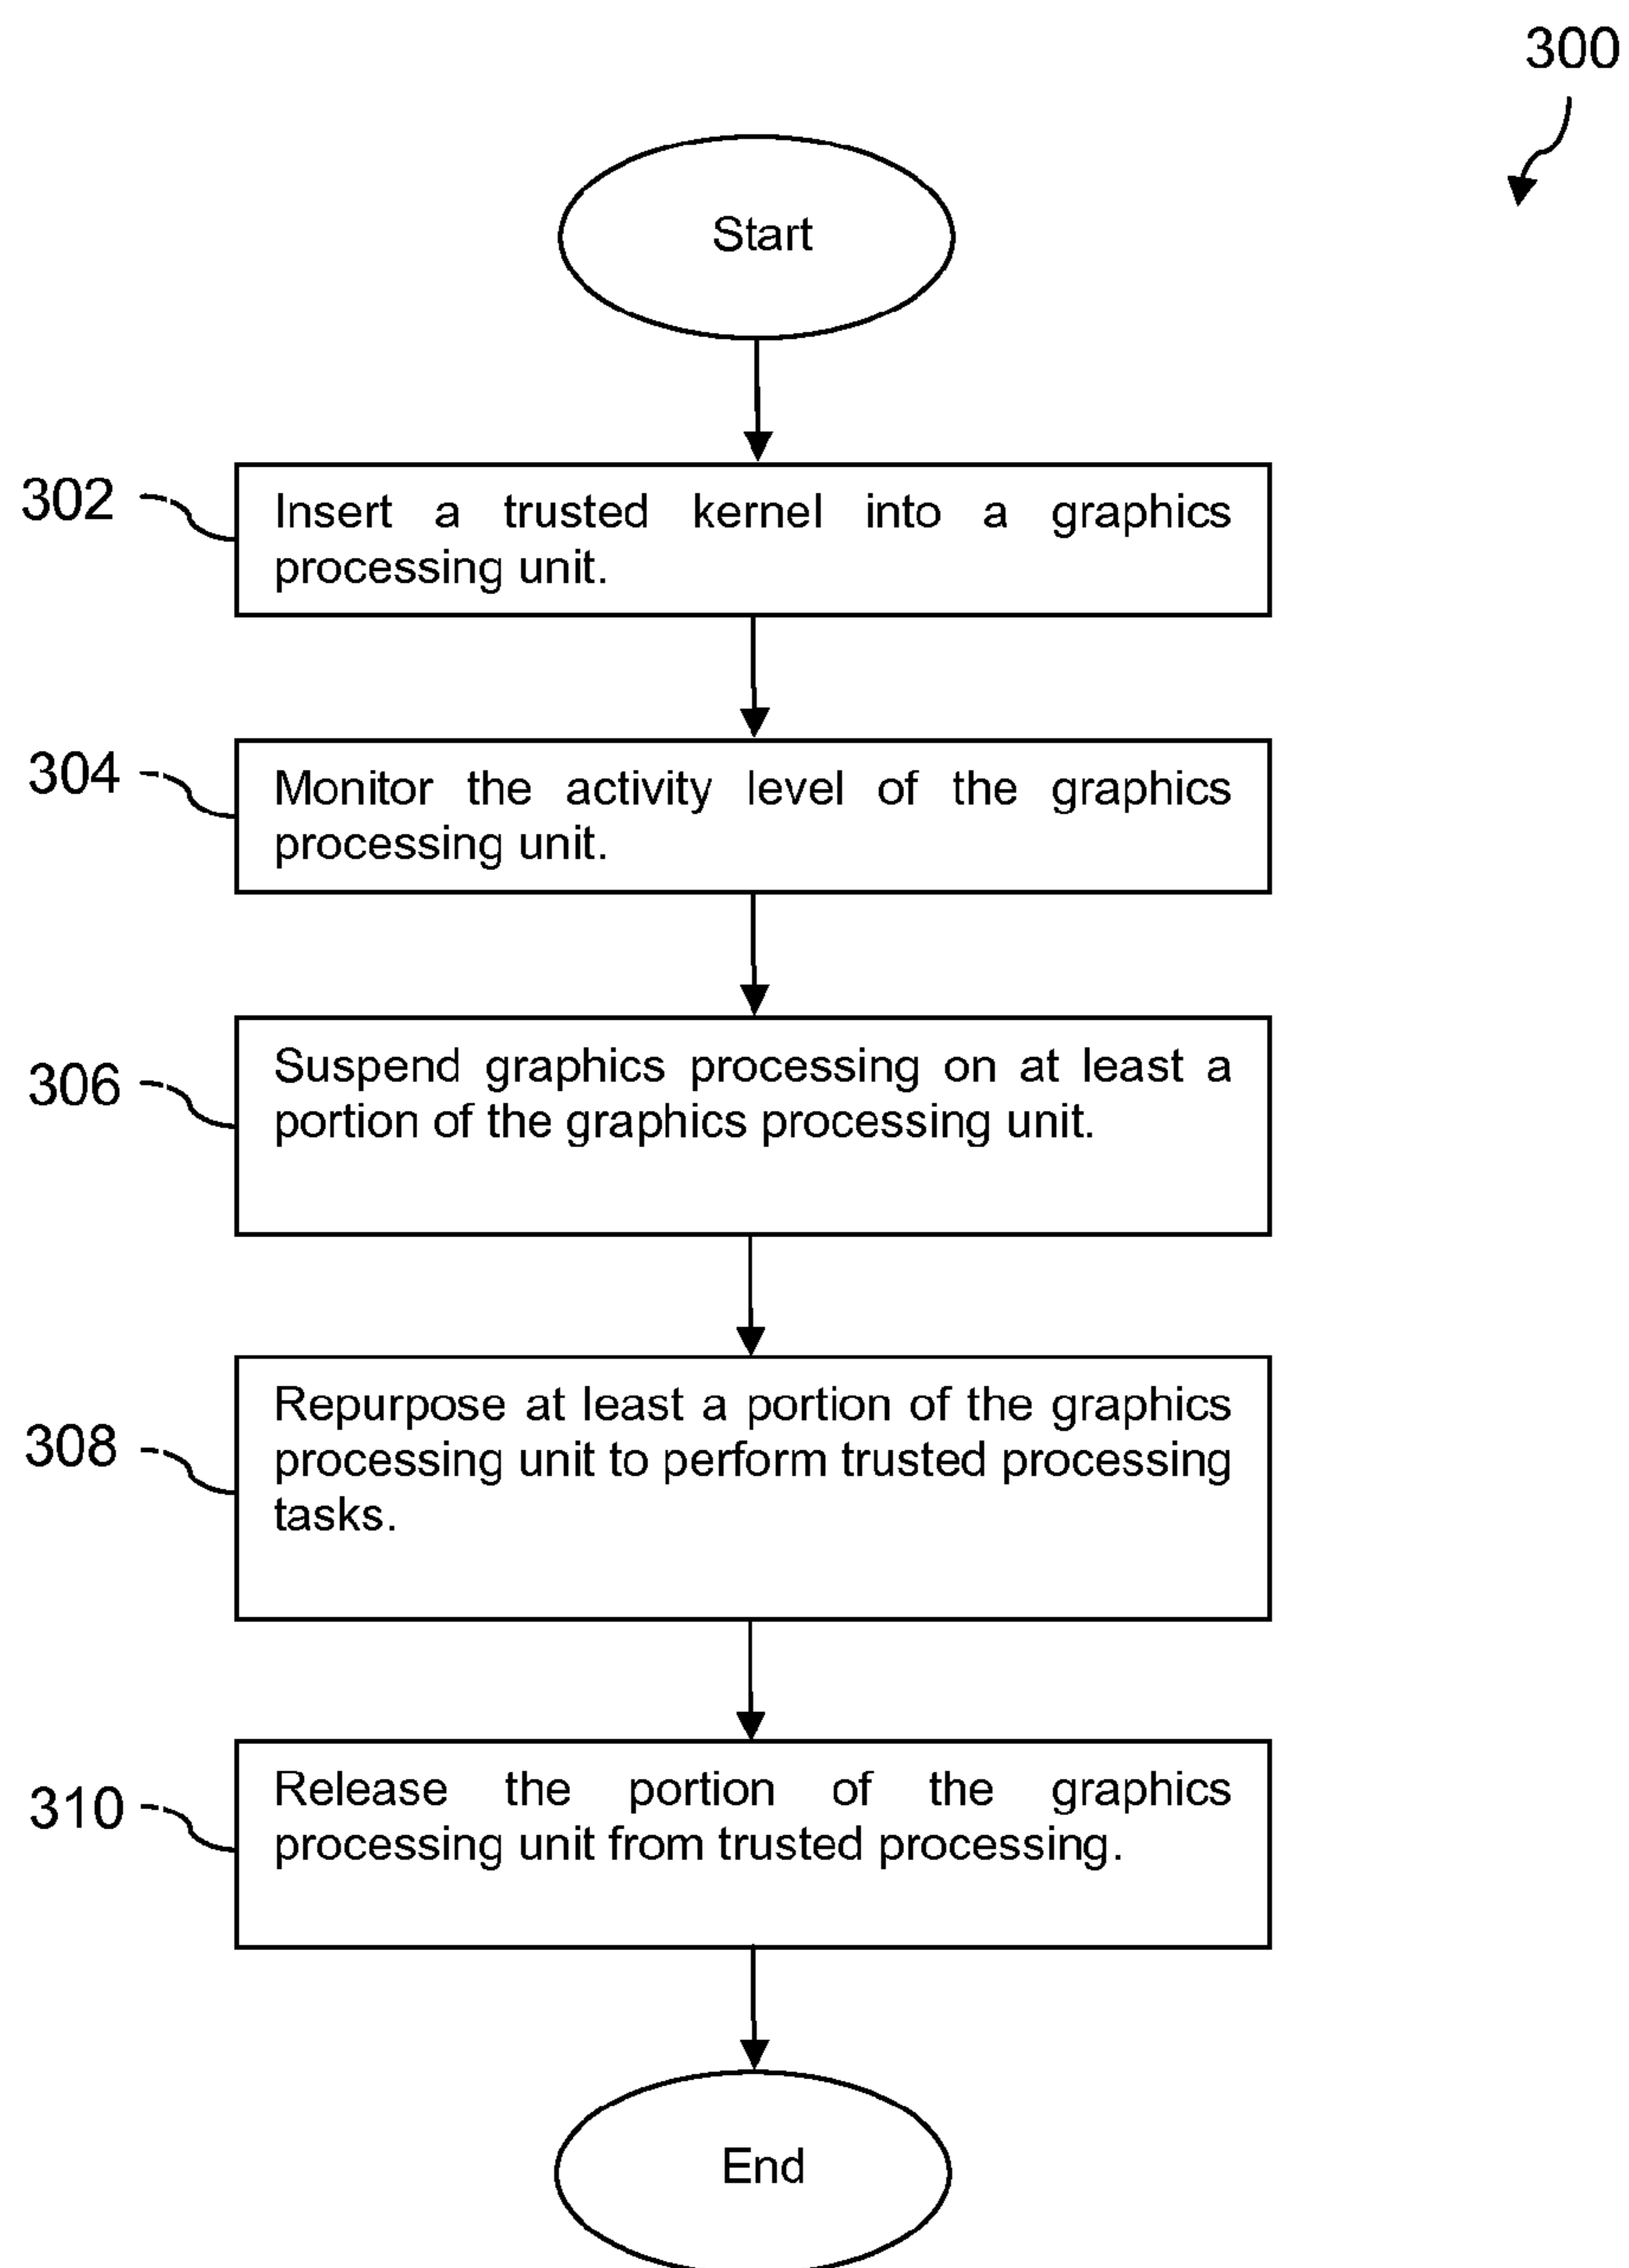 300
Start
302
Insert a trusted kernel into a graphics
processing unit.
304
Monitor the activity level of the graphics
processing unit.
306
Suspend graphics processing on at least a
portion of the graphics processing unit.
308
Repurpose at least a portion of the graphics
processing unit to perform trusted processing
tasks.
310
Release the portion of the graphics
processing unit from trusted processing.
End